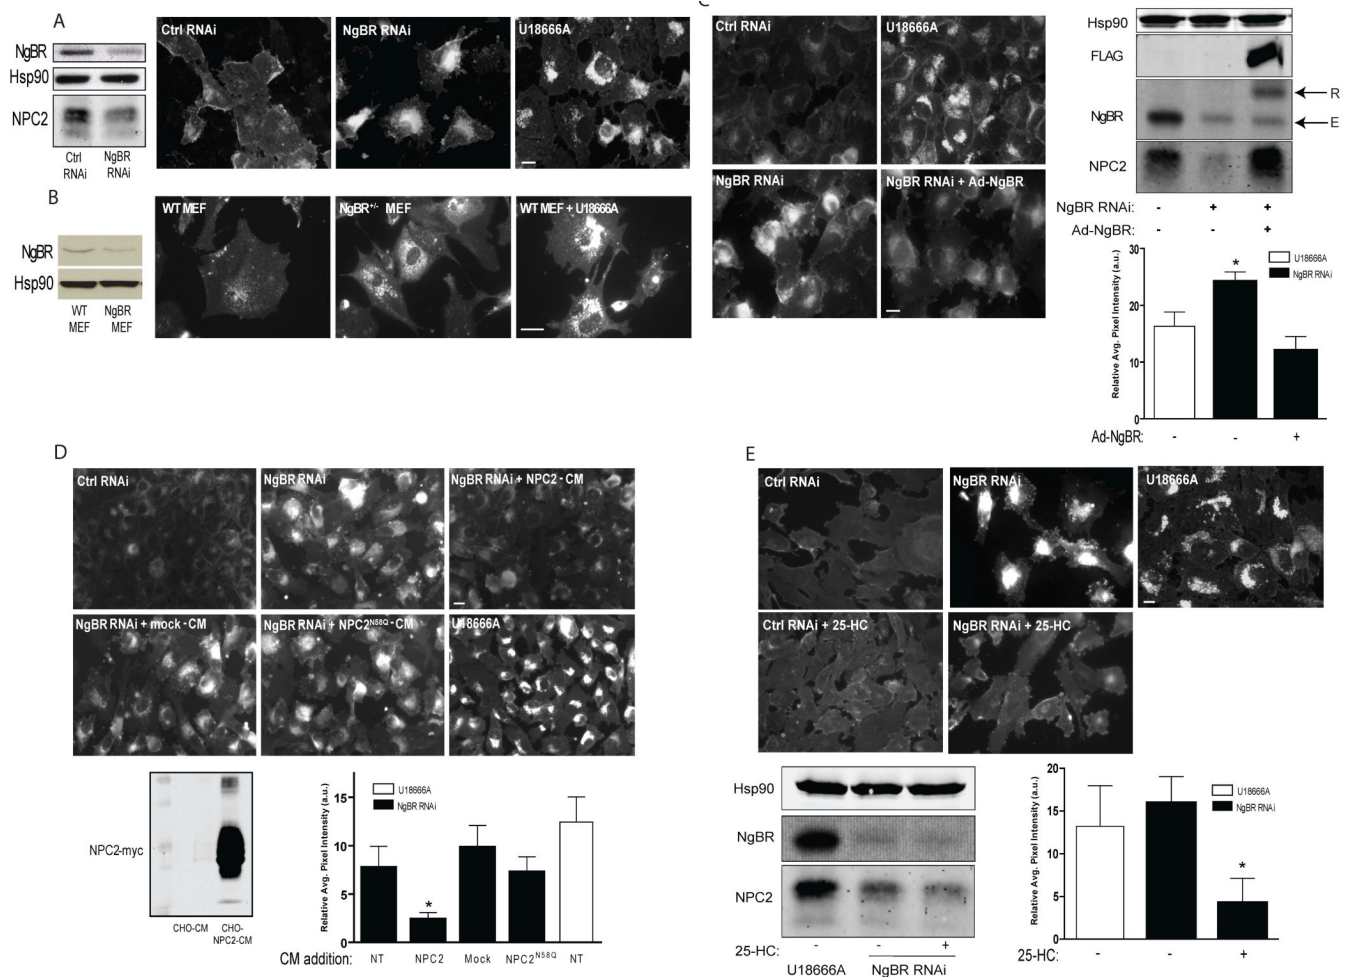 A
NgBR
Hsp90
NPC2
Ctrl RNAi
NgBR RNAi
Ctrl RNAi
NgBR RNAi
U18666A
B
NgBR
Hsp90
WT MEF
NgBR MEF
WT MEF
NgBR+/- MEF
WT MEF + U18666A
C
Ctrl RNAi
U18666A
NgBR RNAi
NgBR RNAi + Ad-NgBR
Hsp90
FLAG
NgBR
R
E
NPC2
NgBR RNAi: - + +
Ad-NgBR: - - +
Relative Avg. Pixel Intensity (a.u.)
30
20
10
0
U18666A
NgBR RNAi
*
Ad-NgBR: - - +
D
Ctrl RNAi
NgBR RNAi
NgBR RNAi + NPC2 - CM
NgBR RNAi + mock - CM
NgBR RNAi + NPC2N58Q - CM
U18666A
NPC2-myc
CHO-CM
CHO-
NPC2-CM
Relative Avg. Pixel Intensity (a.u.)
15
10
5
0
U18666A
NgBR RNAi
*
CM addition: NT NPC2 Mock NPC2N58Q NT
E
Ctrl RNAi
NgBR RNAi
U18666A
Ctrl RNAi + 25-HC
NgBR RNAi + 25-HC
Hsp90
NgBR
NPC2
25-HC: - - +
U18666A NgBR RNAi
Relative Avg. Pixel Intensity (a.u.)
20
15
10
5
0
U18666A
NgBR RNAi
*
25-HC: - - +